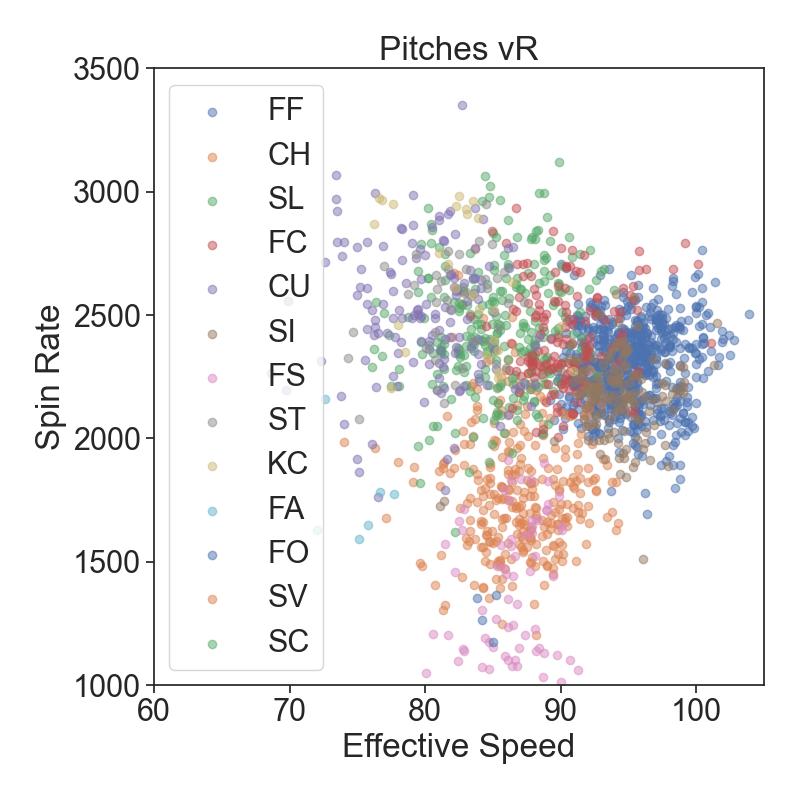 Pitches vR
3500
3000
2500
2000
1500
1000
Spin Rate
FF
CH
SL
FC
CU
SI
FS
ST
KC
FA
FO
SV
SC
60 70 80 90 100
Effective Speed